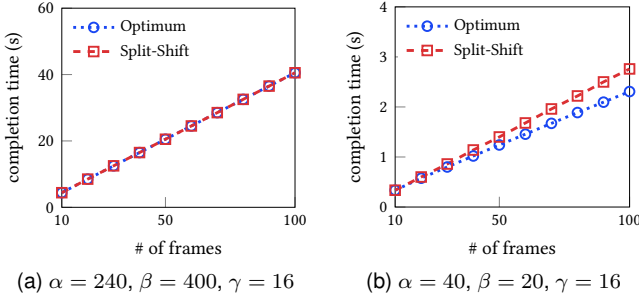 60
40
20
0
10
50
100
completion time (s)
# of frames
Optimum
Split-Shift
(a) α = 240, β = 400, γ = 16
4
3
2
1
0
10
50
100
completion time (s)
# of frames
Optimum
Split-Shift
(b) α = 40, β = 20, γ = 16